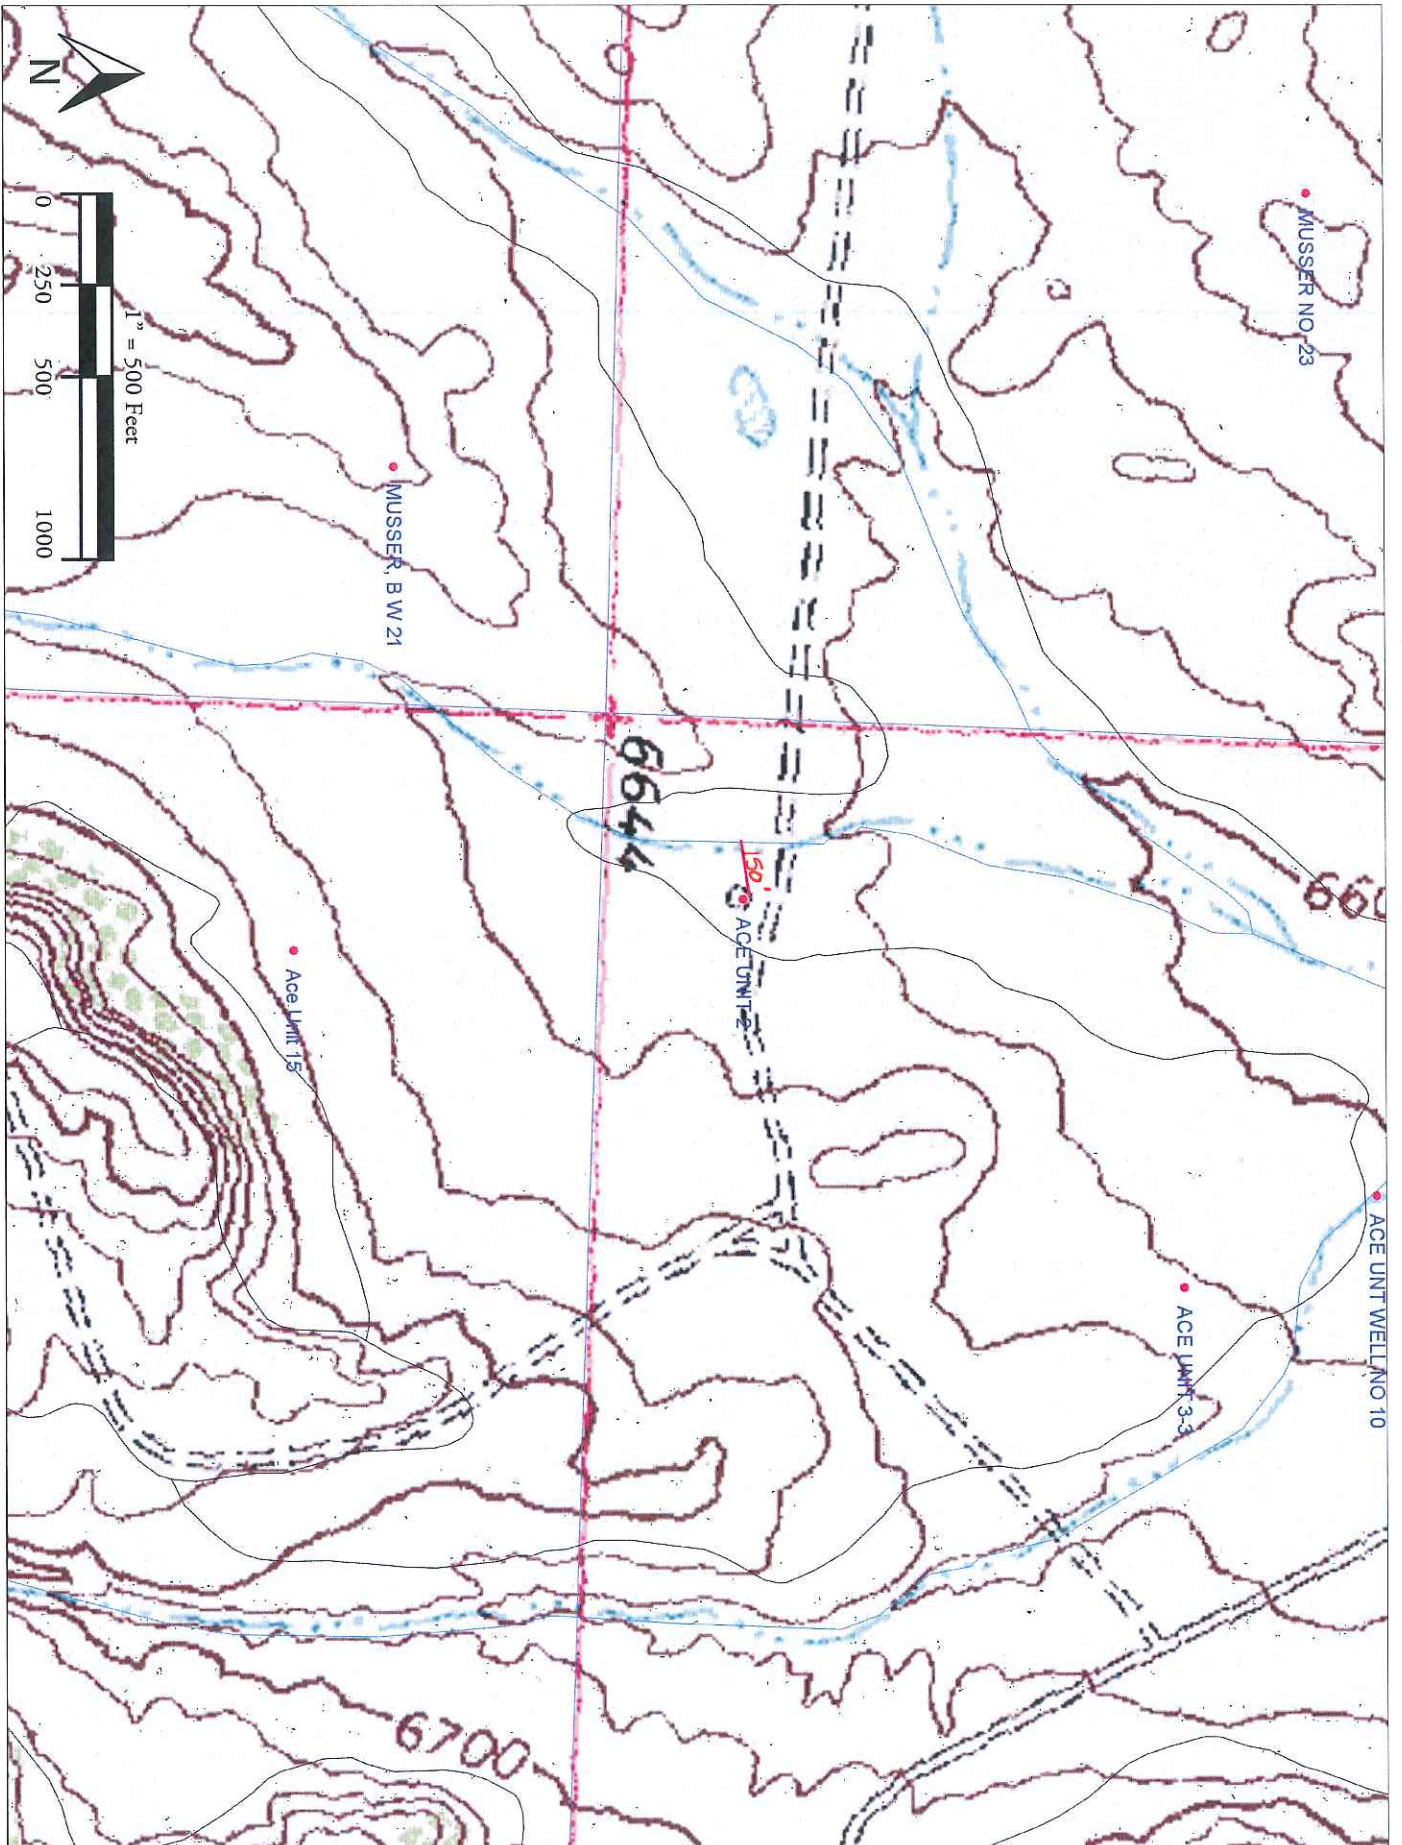 MUSSER NO. 23
ACE UNT WELL NO 10
ACE UNIT 3-3
660
ACE UNIT 2
150'
6644
MUSSER, B W 21
Ace Unit 15
6700
1" = 500 Feet
0 250 500 1000
N